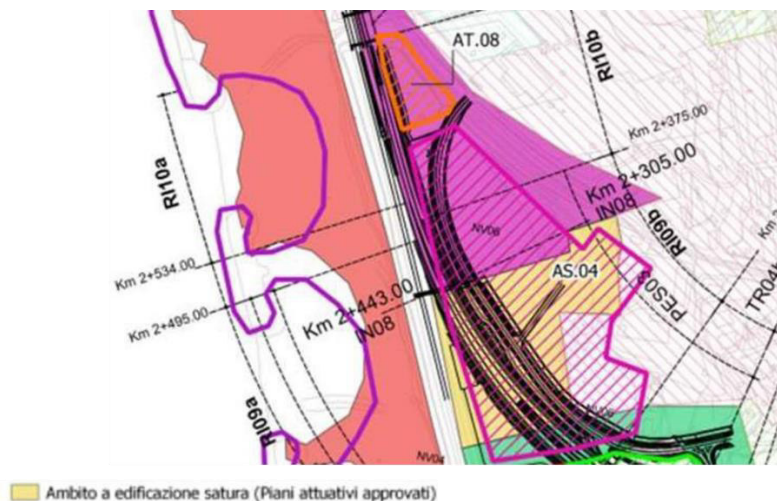 AT.08
RI10b
Km 2+375.00
RI10a
Km 2+305.00
IN08
NV08
RI09b
AS.04
Km 2+534.00
PES03
Km 2+443.00
IN08
Km 2+495.00
RI09a
NV04
Ambito a edificazione satura (Piani attuativi approvati)